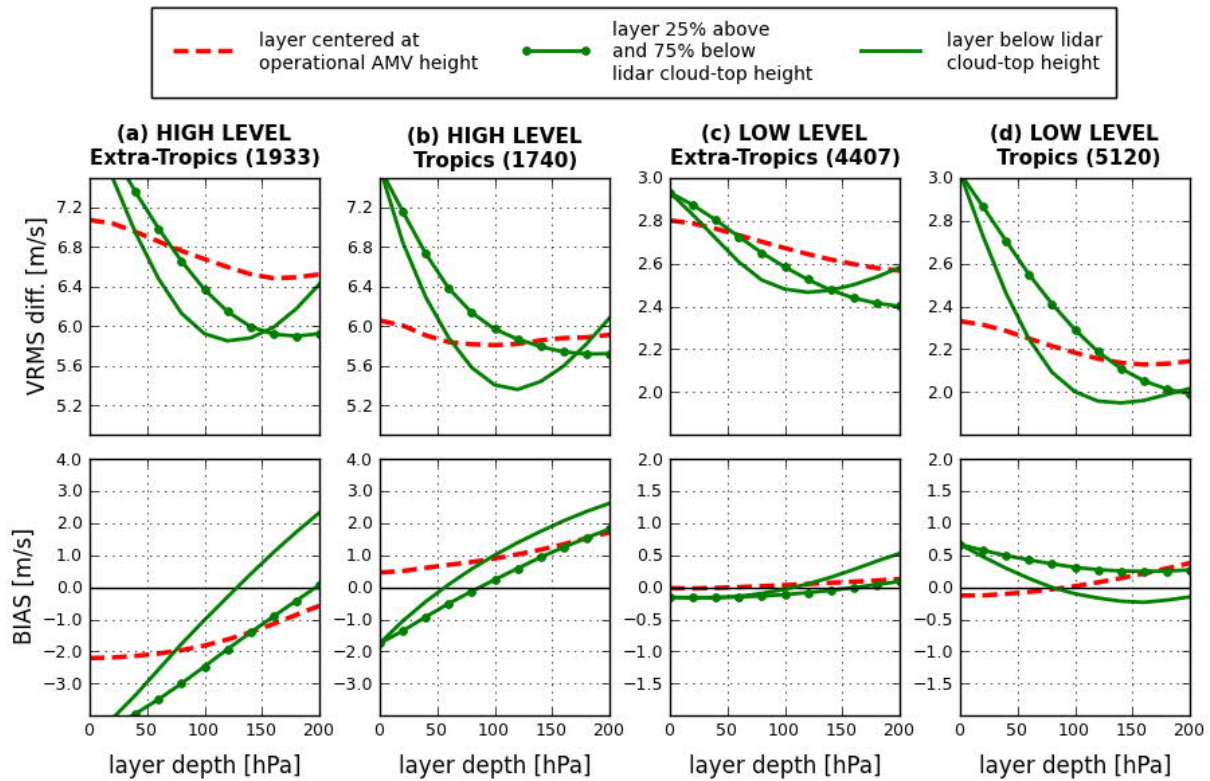 layer centered at
operational AMV height
layer 25% above
and 75% below
lidar cloud-top height
layer below lidar
cloud-top height
(a) HIGH LEVEL
Extra-Tropics (1933)
(b) HIGH LEVEL
Tropics (1740)
(c) LOW LEVEL
Extra-Tropics (4407)
(d) LOW LEVEL
Tropics (5120)
VRMS diff. [m/s]
7.2
6.8
6.4
6.0
5.6
5.2
7.2
6.8
6.4
6.0
5.6
5.2
3.0
2.8
2.6
2.4
2.2
2.0
3.0
2.8
2.6
2.4
2.2
2.0
BIAS [m/s]
4.0
3.0
2.0
1.0
0.0
−1.0
−2.0
−3.0
4.0
3.0
2.0
1.0
0.0
−1.0
−2.0
−3.0
2.0
1.5
1.0
0.5
0.0
−0.5
−1.0
−1.5
2.0
1.5
1.0
0.5
0.0
−0.5
−1.0
−1.5
0 50 100 150 200
0 50 100 150 200
0 50 100 150 200
0 50 100 150 200
layer depth [hPa]
layer depth [hPa]
layer depth [hPa]
layer depth [hPa]